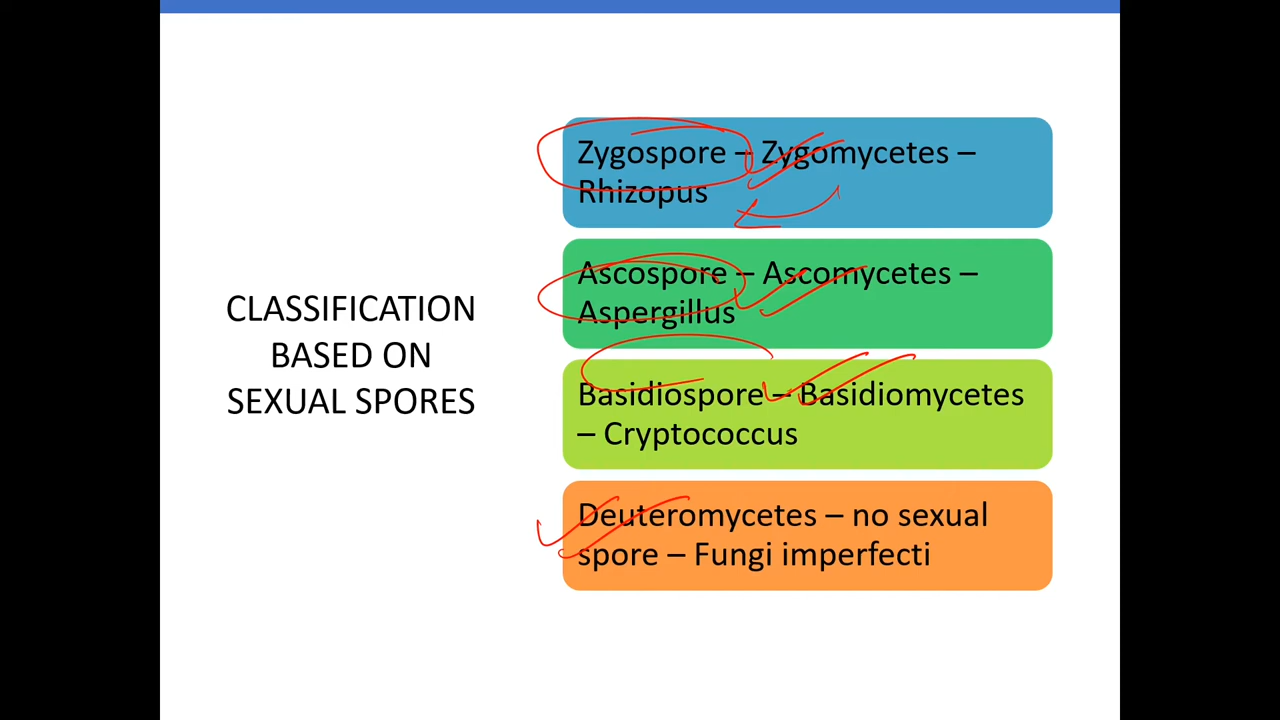 CLASSIFICATION
BASED ON
SEXUAL SPORES
Zygospore – Zygomycetes –
Rhizopus
Ascospore – Ascomycetes –
Aspergillus
Basidiospore – Basidiomycetes
– Cryptococcus
Deuteromycetes – no sexual
spore – Fungi imperfecti